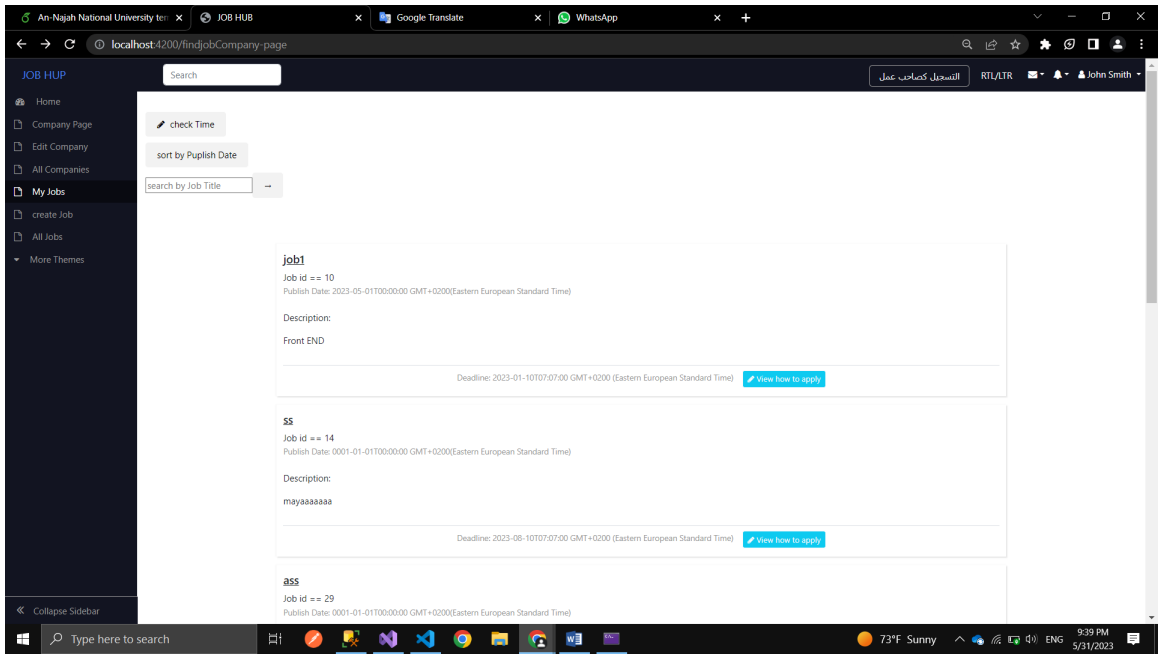 An-Najah National University tem
JOB HUB
Google Translate
WhatsApp
localhost:4200/findjobCompany-page
JOB HUP
Search
التسجيل كصاحب عمل
RTL/LTR
John Smith
Home
Company Page
Edit Company
All Companies
My Jobs
create Job
All Jobs
More Themes
Collapse Sidebar
check Time
sort by Puplish Date
search by Job Title
→
job1
Job id == 10
Publish Date: 2023-05-01T00:00:00 GMT+0200(Eastern European Standard Time)
Description:
Front END
Deadline: 2023-01-10T07:07:00 GMT+0200 (Eastern European Standard Time)
View how to apply
ss
Job id == 14
Publish Date: 0001-01-01T00:00:00 GMT+0200(Eastern European Standard Time)
Description:
mayaaaaaaa
Deadline: 2023-08-10T07:07:00 GMT+0200 (Eastern European Standard Time)
View how to apply
ass
Job id == 29
Publish Date: 0001-01-01T00:00:00 GMT+0200(Eastern European Standard Time)
Type here to search
73°F Sunny
ENG
9:39 PM
5/31/2023